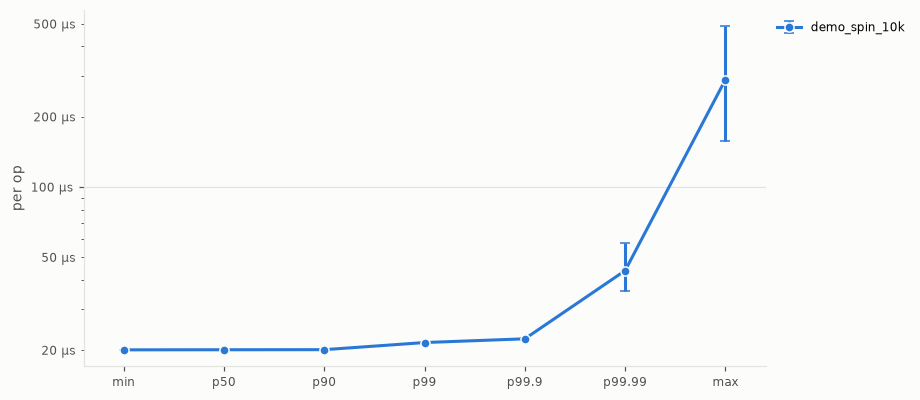 500 µs
200 µs
100 µs
50 µs
20 µs
per op
min p50 p90 p99 p99.9 p99.99 max
demo_spin_10k